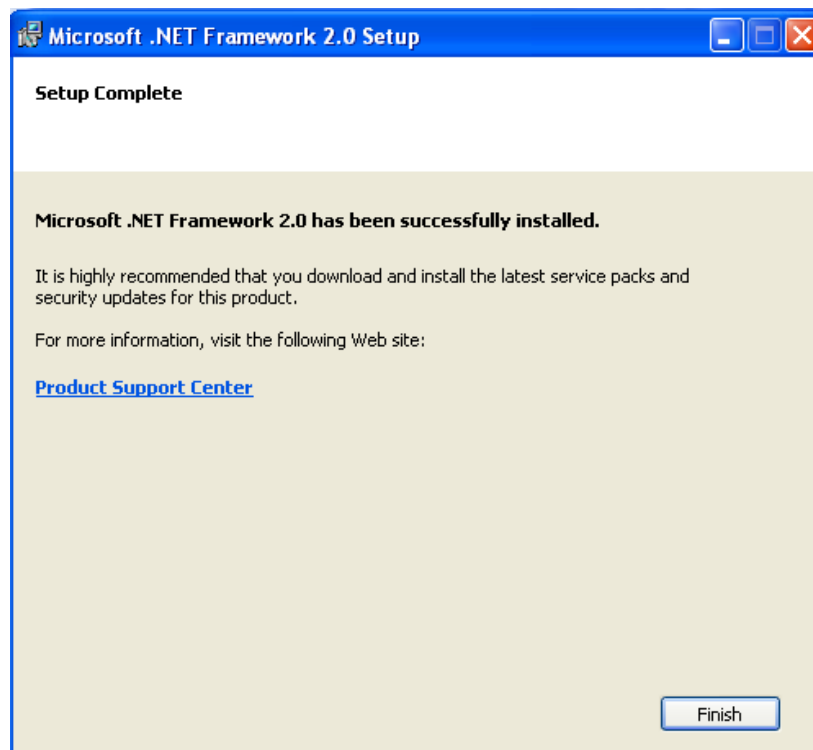 Microsoft .NET Framework 2.0 Setup
Setup Complete
Microsoft .NET Framework 2.0 has been successfully installed.
It is highly recommended that you download and install the latest service packs and
security updates for this product.
For more information, visit the following Web site:
Product Support Center
Finish